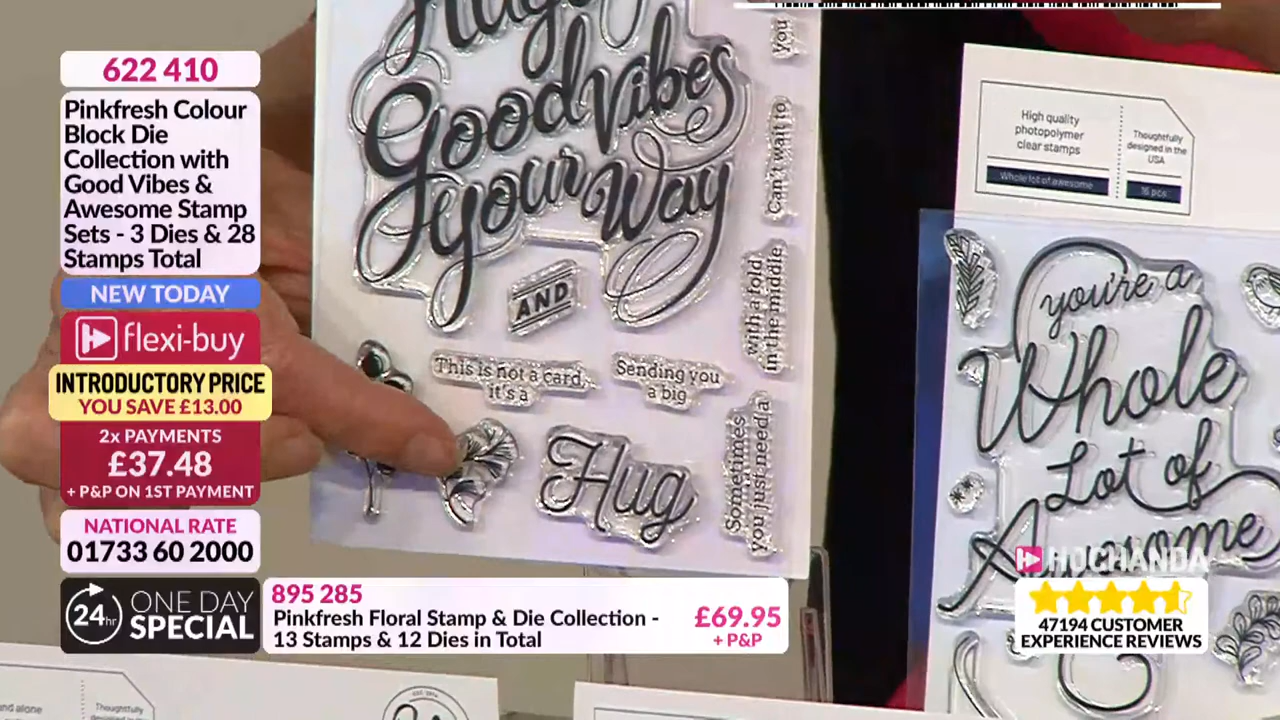 622 410
Pinkfresh Colour
Block Die
Collection with
Good Vibes &
Awesome Stamp
Sets - 3 Dies & 28
Stamps Total
NEW TODAY
flexi-buy
INTRODUCTORY PRICE
YOU SAVE £13.00
2x PAYMENTS
£37.48
+ P&P ON 1ST PAYMENT
NATIONAL RATE
01733 60 2000
24hr
ONE DAY
SPECIAL
895 285
Pinkfresh Floral Stamp & Die Collection -
13 Stamps & 12 Dies in Total
£69.95
+ P&P
Good Vibes
your Way
AND
This is not a card,
it's a
Sending you
a big
Hug
you
Can't wait to
with a fold
in the middle
Sometimes
you just need a
High quality
photopolymer
clear stamps
Whole lot of awesome
Thoughtfully
designed in the
USA
16 pcs
you're a
Whole
Lot of
Awesome
HOCHANDA
47194 CUSTOMER
EXPERIENCE REVIEWS
and alone
Thoughtfully